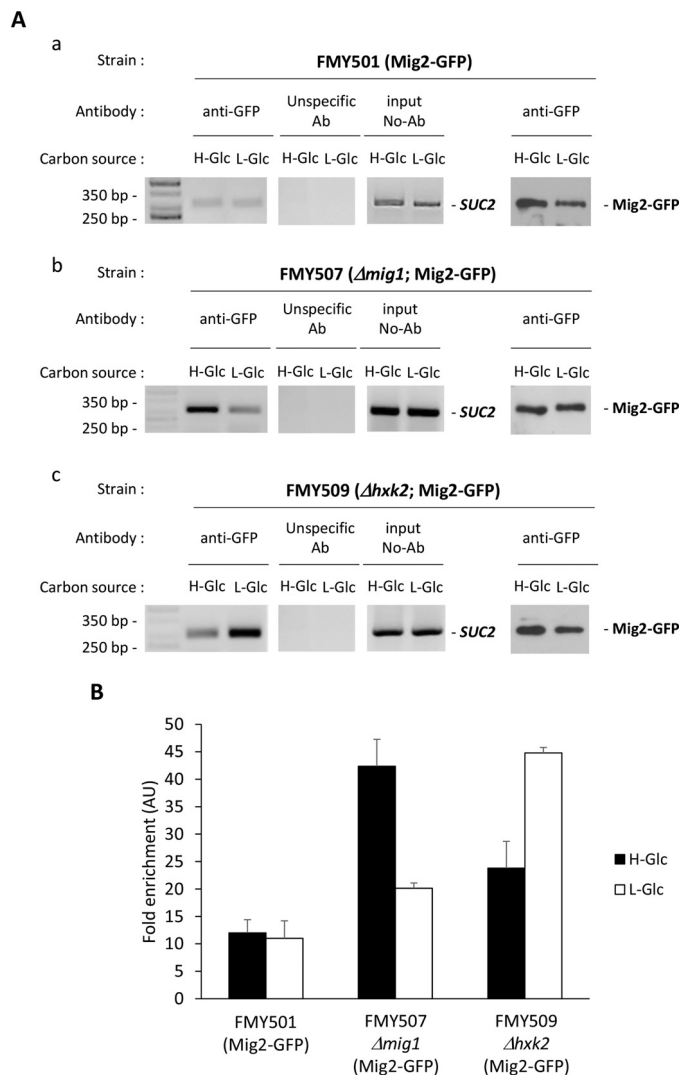 A
a
Strain : FMY501 (Mig2-GFP)
Antibody : anti-GFP Unspecific Ab input No-Ab anti-GFP
Carbon source : H-Glc L-Glc H-Glc L-Glc H-Glc L-Glc H-Glc L-Glc
350 bp -
250 bp -
- SUC2
- Mig2-GFP
b
Strain : FMY507 (Δmig1; Mig2-GFP)
Antibody : anti-GFP Unspecific Ab input No-Ab anti-GFP
Carbon source : H-Glc L-Glc H-Glc L-Glc H-Glc L-Glc H-Glc L-Glc
350 bp -
250 bp -
- SUC2
- Mig2-GFP
c
Strain : FMY509 (Δhxk2; Mig2-GFP)
Antibody : anti-GFP Unspecific Ab input No-Ab anti-GFP
Carbon source : H-Glc L-Glc H-Glc L-Glc H-Glc L-Glc H-Glc L-Glc
350 bp -
250 bp -
- SUC2
- Mig2-GFP
B
Fold enrichment (AU)
50
45
40
35
30
25
20
15
10
5
0
H-Glc
L-Glc
FMY501
(Mig2-GFP)
FMY507
Δmig1
(Mig2-GFP)
FMY509
Δhxk2
(Mig2-GFP)